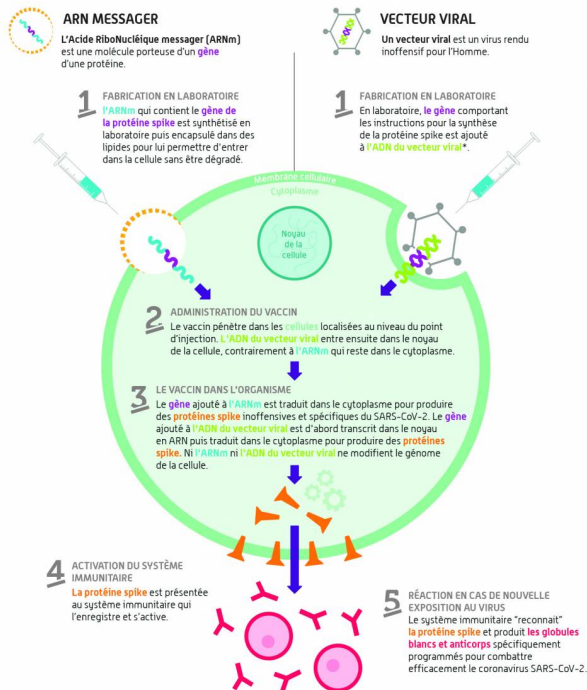 ARN MESSAGER
L'Acide RiboNucléique messager (ARNm)
est une molécule porteuse d'un gène
d'une protéine.
VECTEUR VIRAL
Un vecteur viral est un virus rendu
inoffensif pour l'Homme.
1
FABRICATION EN LABORATOIRE
l'ARNm qui contient le gène de
la protéine spike est synthétisé en
laboratoire puis encapsulé dans des
lipides pour lui permettre d'entrer
dans la cellule sans être dégradé.
1
FABRICATION EN LABORATOIRE
En laboratoire, le gène comportant
les instructions pour la synthèse
de la protéine spike est ajouté
à l'ADN du vecteur viral*.
Membrane cellulaire
Cytoplasme
Noyau
de la
cellule
2
ADMINISTRATION DU VACCIN
Le vaccin pénètre dans les cellules localisées au niveau du point
d'injection. L'ADN du vecteur viral entre ensuite dans le noyau
de la cellule, contrairement à l'ARNm qui reste dans le cytoplasme.
3
LE VACCIN DANS L'ORGANISME
Le gène ajouté à l'ARNm est traduit dans le cytoplasme pour produire
des protéines spike inoffensives et spécifiques du SARS-CoV-2. Le gène
ajouté à l'ADN du vecteur viral est d'abord transcrit dans le noyau
en ARN puis traduit dans le cytoplasme pour produire des protéines
spike. Ni l'ARNm ni l'ADN du vecteur viral ne modifient le génome
de la cellule.
4
ACTIVATION DU SYSTÈME
IMMUNITAIRE
La protéine spike est présentée
au système immunitaire qui
l'enregistre et s'active.
5
RÉACTION EN CAS DE NOUVELLE
EXPOSITION AU VIRUS
Le système immunitaire "reconnait"
la protéine spike et produit les globules
blancs et anticorps spécifiquement
programmés pour combattre
efficacement le coronavirus SARS-CoV-2.